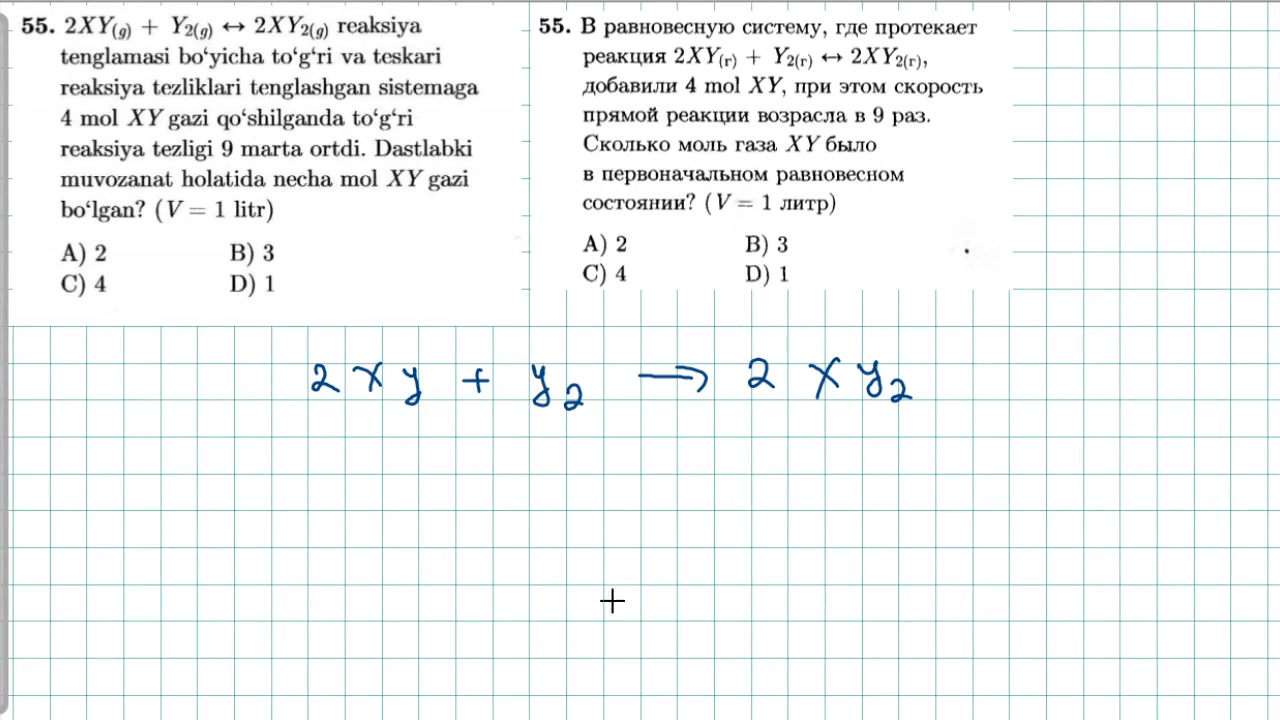 55. 2XY(g) + Y2(g) ↔ 2XY2(g) reaksiya
tenglamasi bo‘yicha to‘g‘ri va teskari
reaksiya tezliklari tenglashgan sistemaga
4 mol XY gazi qo‘shilganda to‘g‘ri
reaksiya tezligi 9 marta ortdi. Dastlabki
muvozanat holatida necha mol XY gazi
bo‘lgan? (V = 1 litr)
A) 2 B) 3
C) 4 D) 1
55. В равновесную систему, где протекает
реакция 2XY(г) + Y2(г) ↔ 2XY2(г),
добавили 4 mol XY, при этом скорость
прямой реакции возрасла в 9 раз.
Сколько моль газа XY было
в первоначальном равновесном
состоянии? (V = 1 литр)
A) 2 B) 3
C) 4 D) 1
2 x y + y2 → 2 x y2